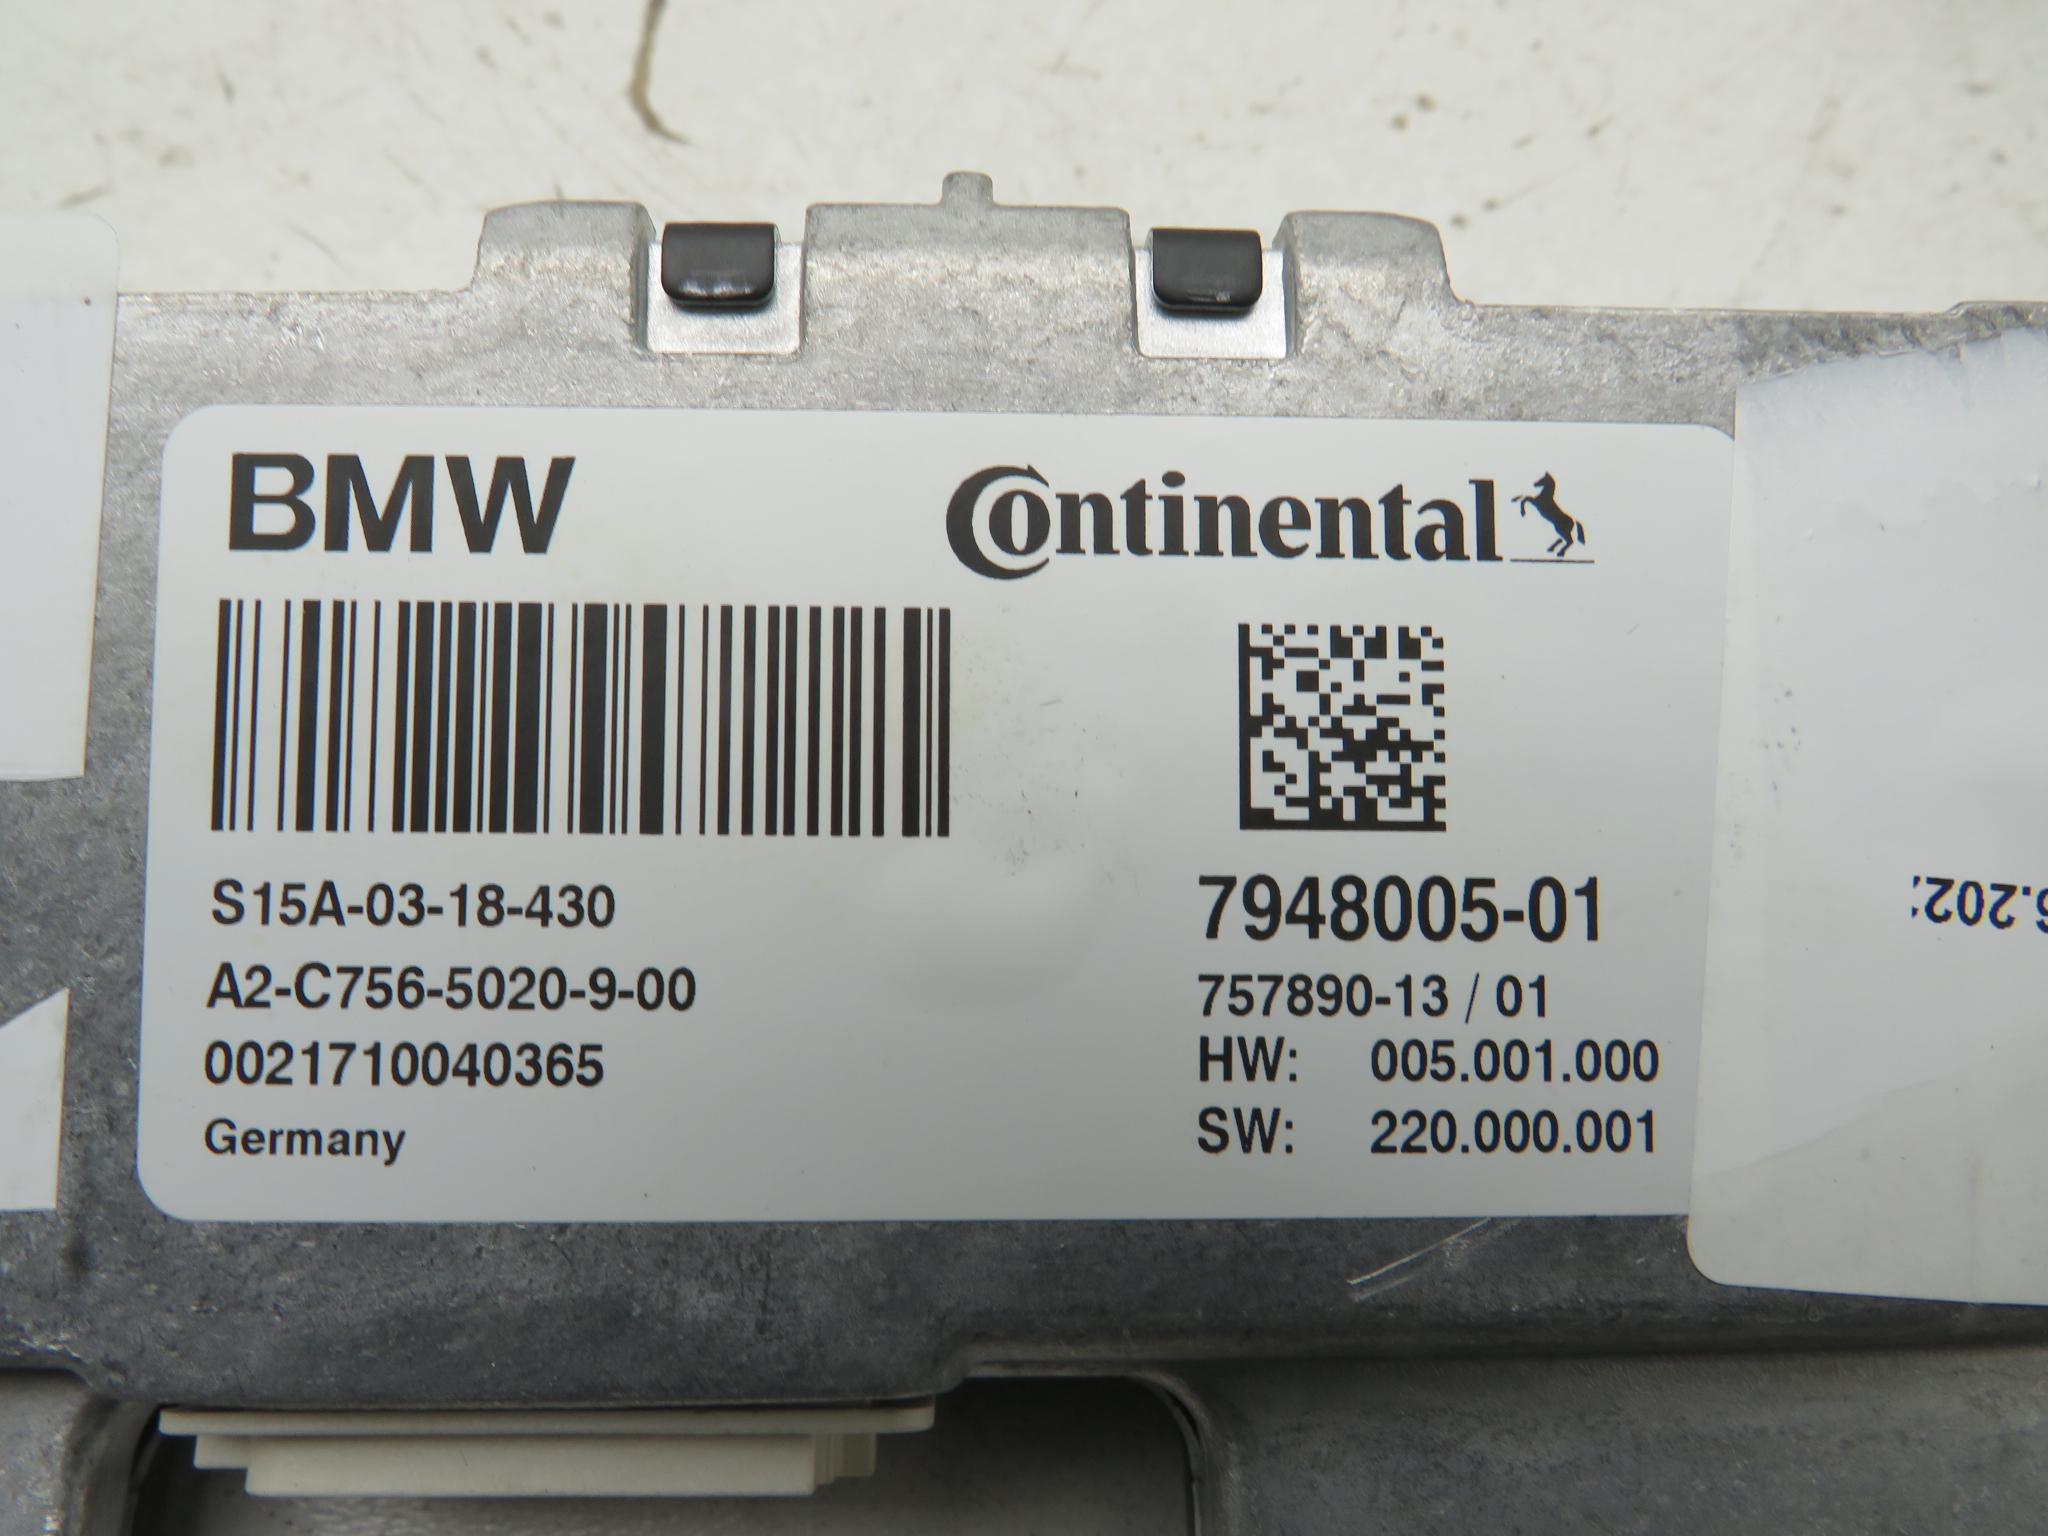 BMW
Continental
S15A-03-18-430
A2-C756-5020-9-00
0021710040365
Germany
7948005-01
757890-13 / 01
HW: 005.001.000
SW: 220.000.001